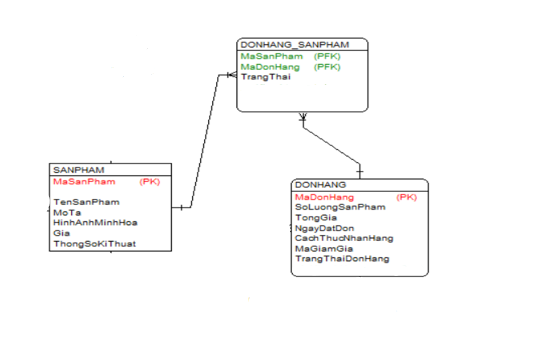 DONHANG_SANPHAM
MaSanPham (PFK)
MaDonHang (PFK)
TrangThai
SANPHAM
MaSanPham (PK)
TenSanPham
MoTa
HinhAnhMinhHoa
Gia
ThongSoKiThuat
DONHANG
MaDonHang (PK)
SoLuongSanPham
TongGia
NgayDatDon
CachThucNhanHang
MaGiamGia
TrangThaiDonHang